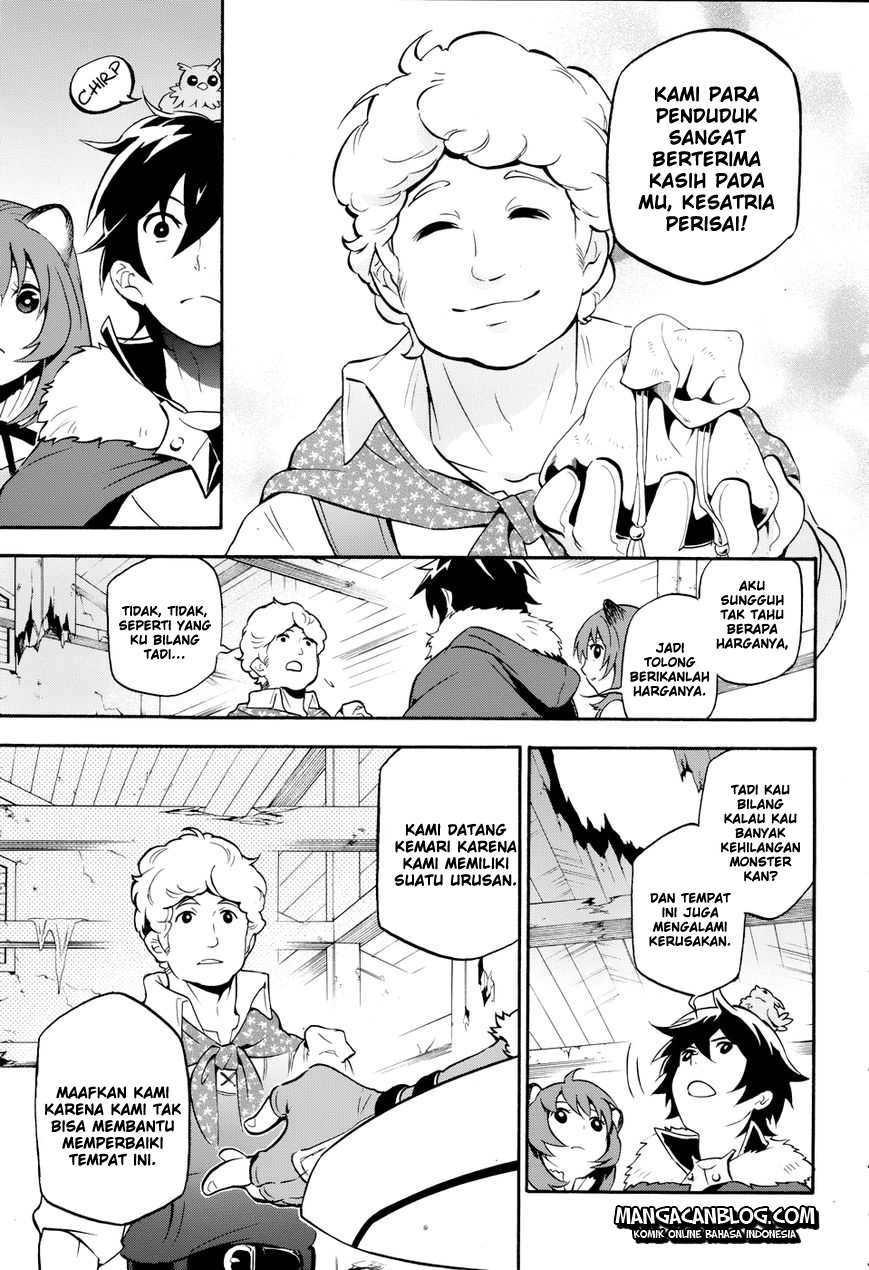 KAMI PARA
PENDUDUK
SANGAT
BERTERIMA
KASIH PADA
MU, KESATRIA
PERISAI!
CHIRP
AKU
SUNGGUH
TAK TAHU
BERAPA
HARGANYA,
JADI
TOLONG
BERIKANLAH
HARGANYA.
TIDAK, TIDAK,
SEPERTI YANG
KU BILANG
TADI...
TADI KAU
BILANG
KALAU KAU
BANYAK
KEHILANGAN
MONSTER
KAN?
DAN TEMPAT
INI JUGA
MENGALAMI
KERUSAKAN.
KAMI DATANG
KEMARI KARENA
KAMI MEMILIKI
SUATU URUSAN.
MAAFKAN KAMI
KARENA KAMI TAK
BISA MEMBANTU
MEMPERBAIKI
TEMPAT INI.
MANGACANBLOG.COM
KOMIK ONLINE BAHASA INDONESIA